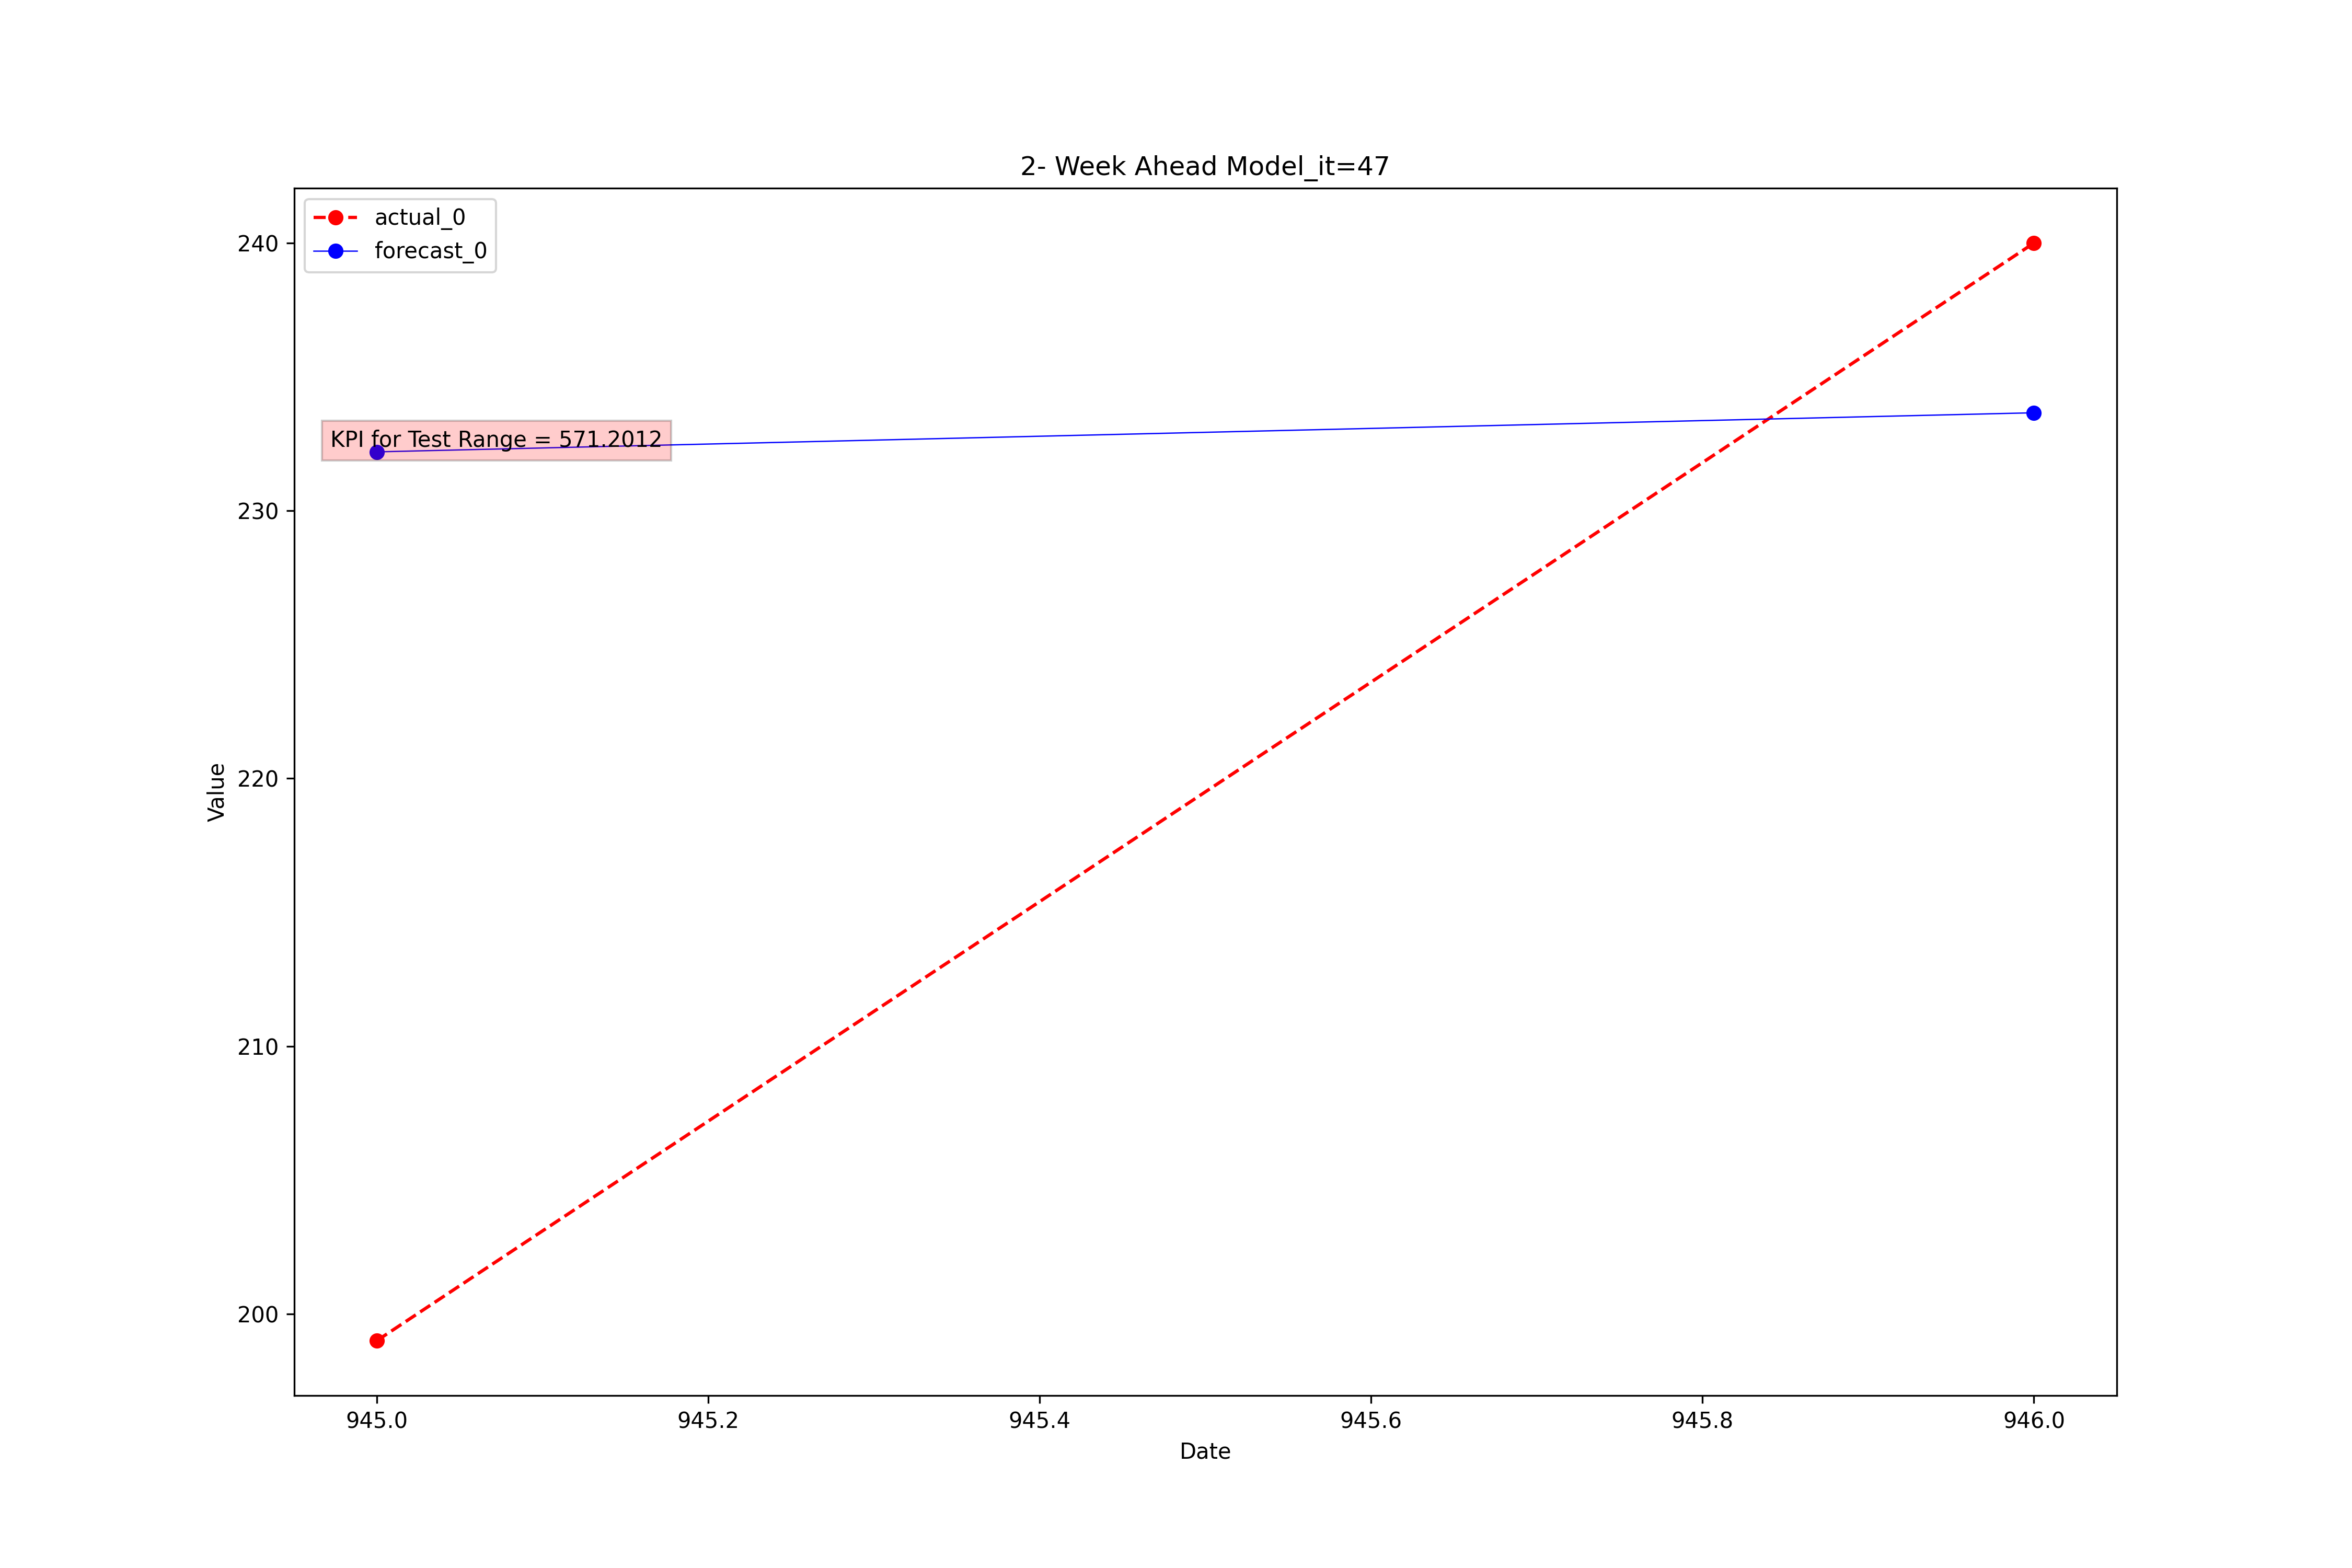 2- Week Ahead Model_it=47
actual_0
forecast_0
KPI for Test Range = 571.2012
240
230
220
210
200
Value
945.0 945.2 945.4 945.6 945.8 946.0
Date